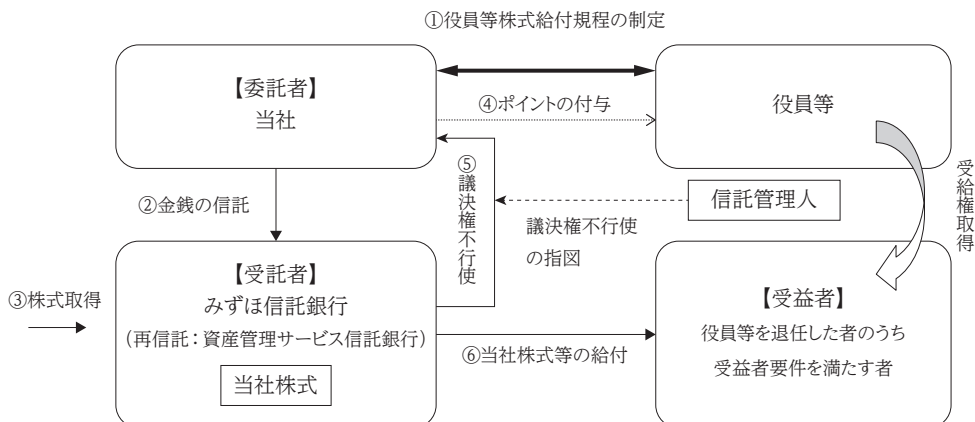 ①役員等株式給付規程の制定
【委託者】
当社
④ポイントの付与
役員等
⑤議決権不行使
受給権取得
②金銭の信託
信託管理人
議決権不行使
の指図
③株式取得
【受託者】
みずほ信託銀行
(再信託：資産管理サービス信託銀行)
当社株式
⑥当社株式等の給付
【受益者】
役員等を退任した者のうち
受益者要件を満たす者